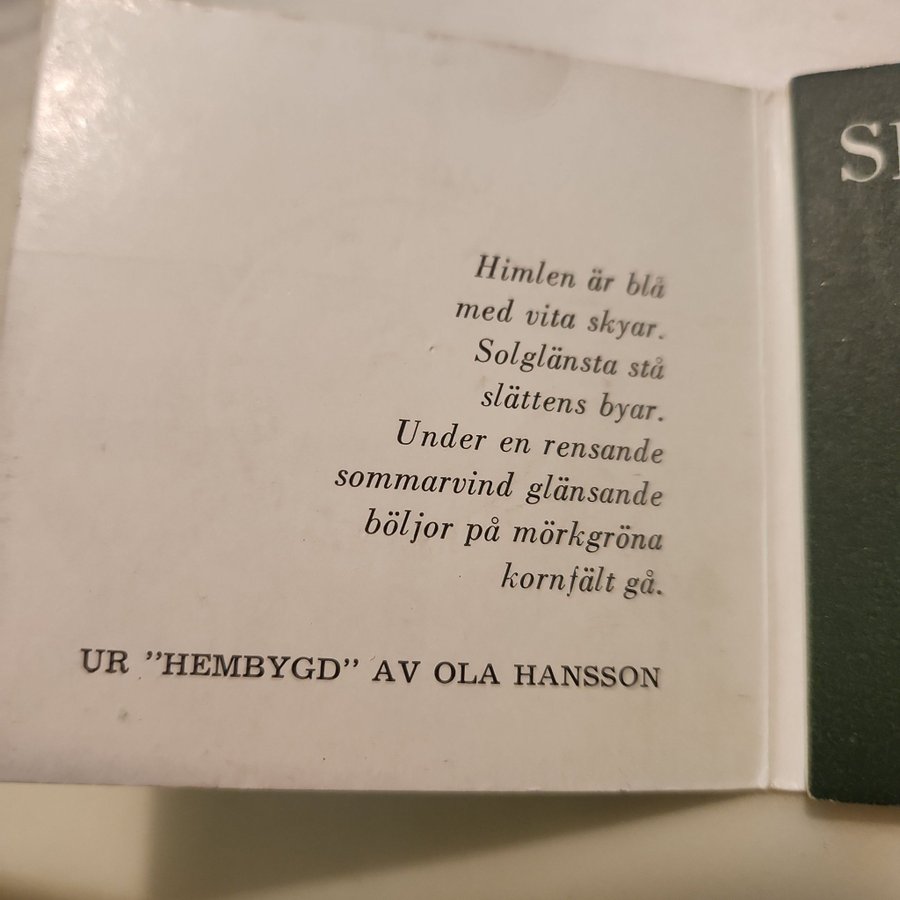 Himlen är blå
med vita skyar.
Solglänsta stå
slättens byar.
Under en rensande
sommarvind glänsande
böljor på mörkgröna
kornfält gå.
UR ”HEMBYGD” AV OLA HANSSON